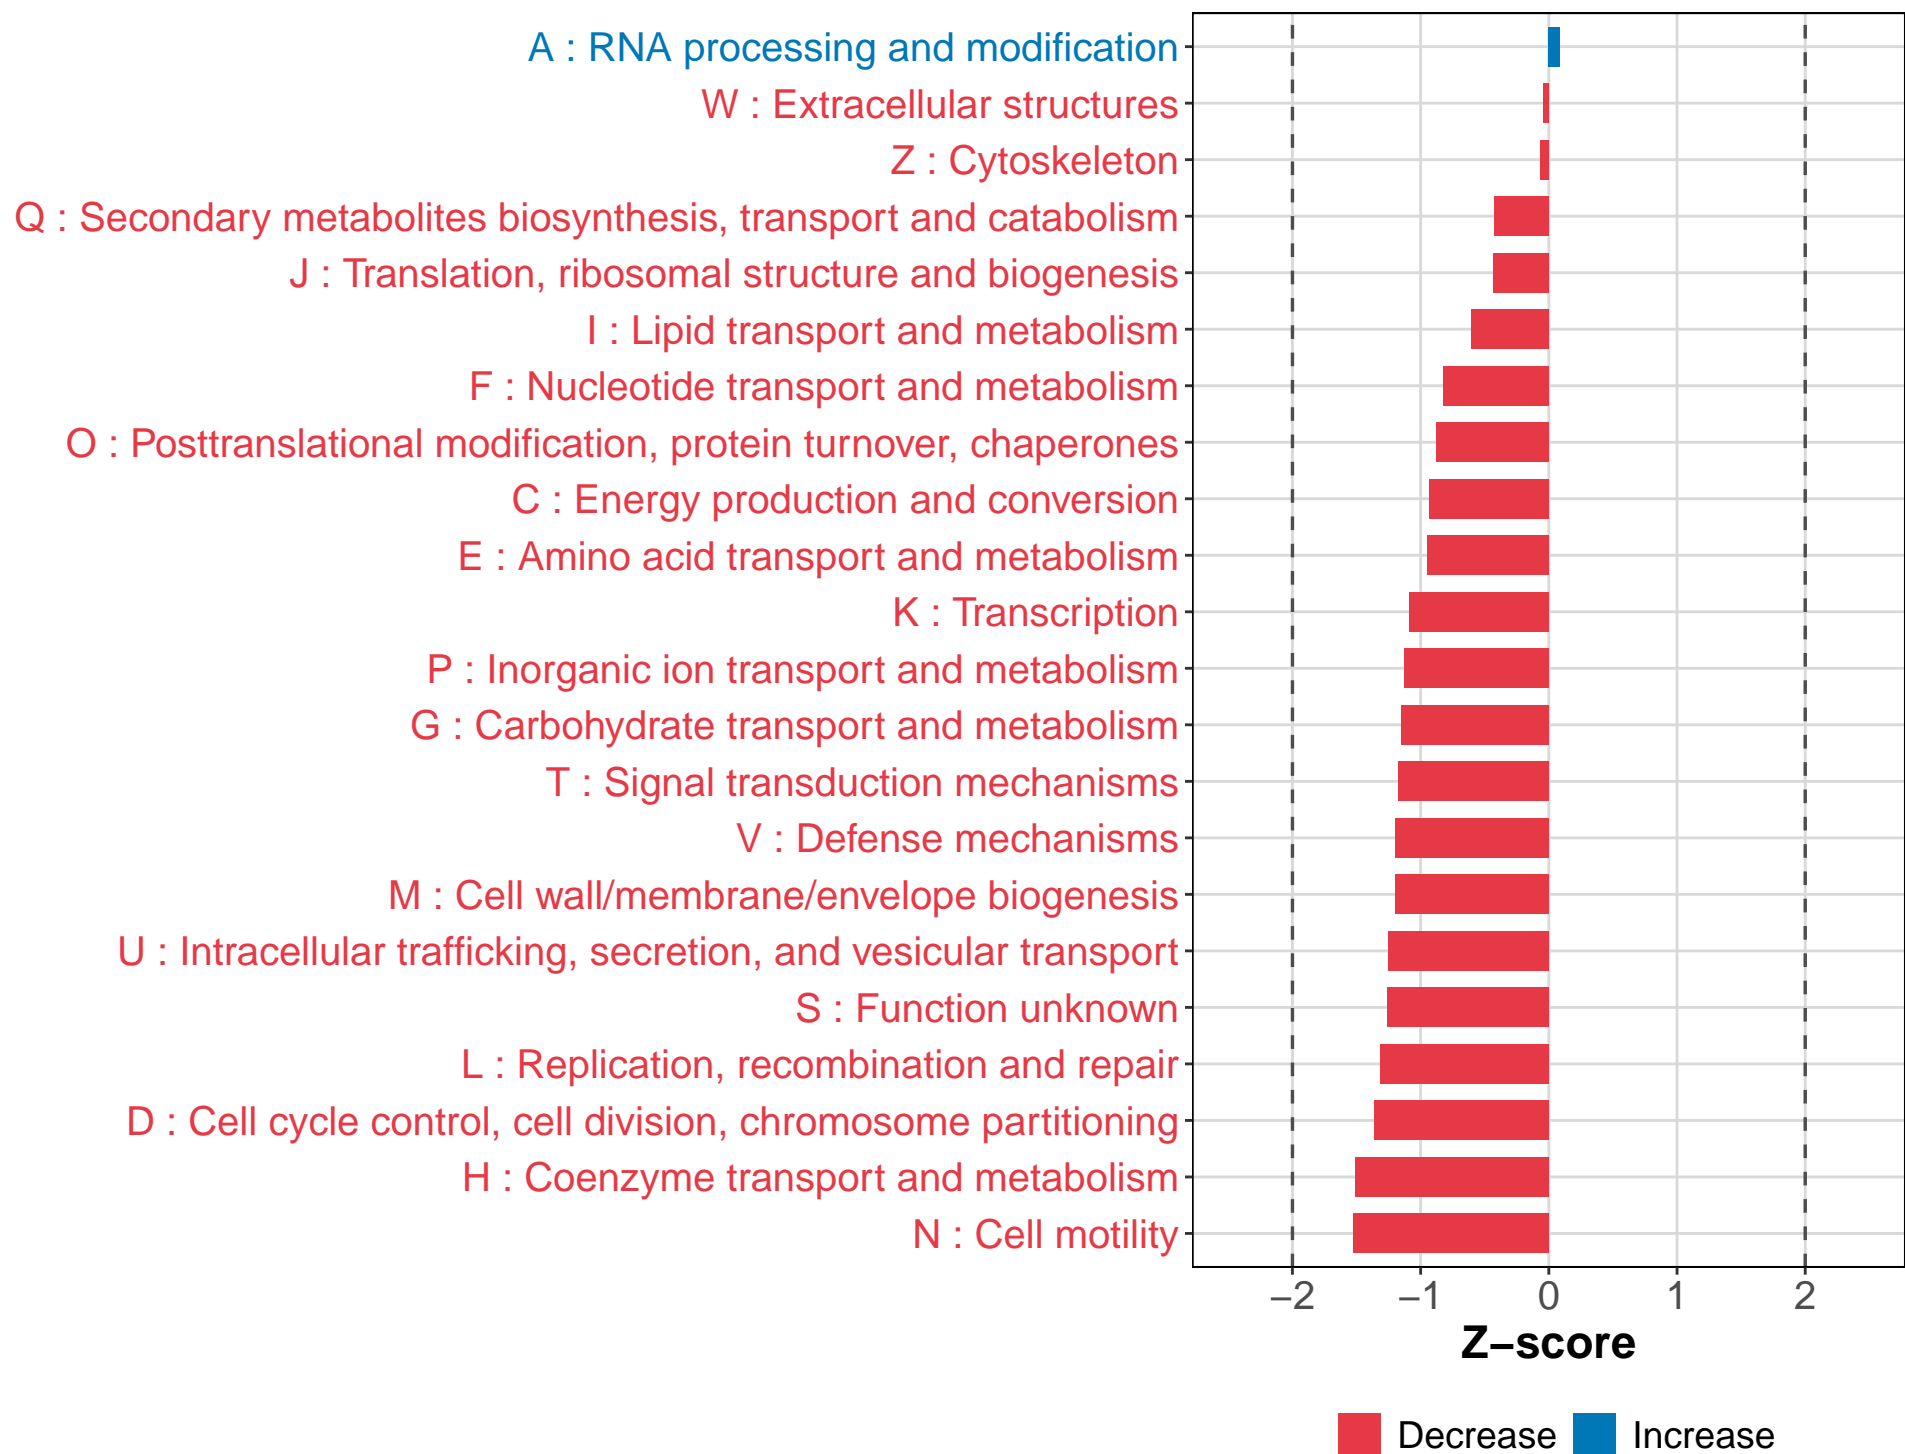 A : RNA processing and modification
W : Extracellular structures
Z : Cytoskeleton
Q : Secondary metabolites biosynthesis, transport and catabolism
J : Translation, ribosomal structure and biogenesis
I : Lipid transport and metabolism
F : Nucleotide transport and metabolism
O : Posttranslational modification, protein turnover, chaperones
C : Energy production and conversion
E : Amino acid transport and metabolism
K : Transcription
P : Inorganic ion transport and metabolism
G : Carbohydrate transport and metabolism
T : Signal transduction mechanisms
V : Defense mechanisms
M : Cell wall/membrane/envelope biogenesis
U : Intracellular trafficking, secretion, and vesicular transport
S : Function unknown
L : Replication, recombination and repair
D : Cell cycle control, cell division, chromosome partitioning
H : Coenzyme transport and metabolism
N : Cell motility
−2 −1 0 1 2
Z−score
Decrease Increase